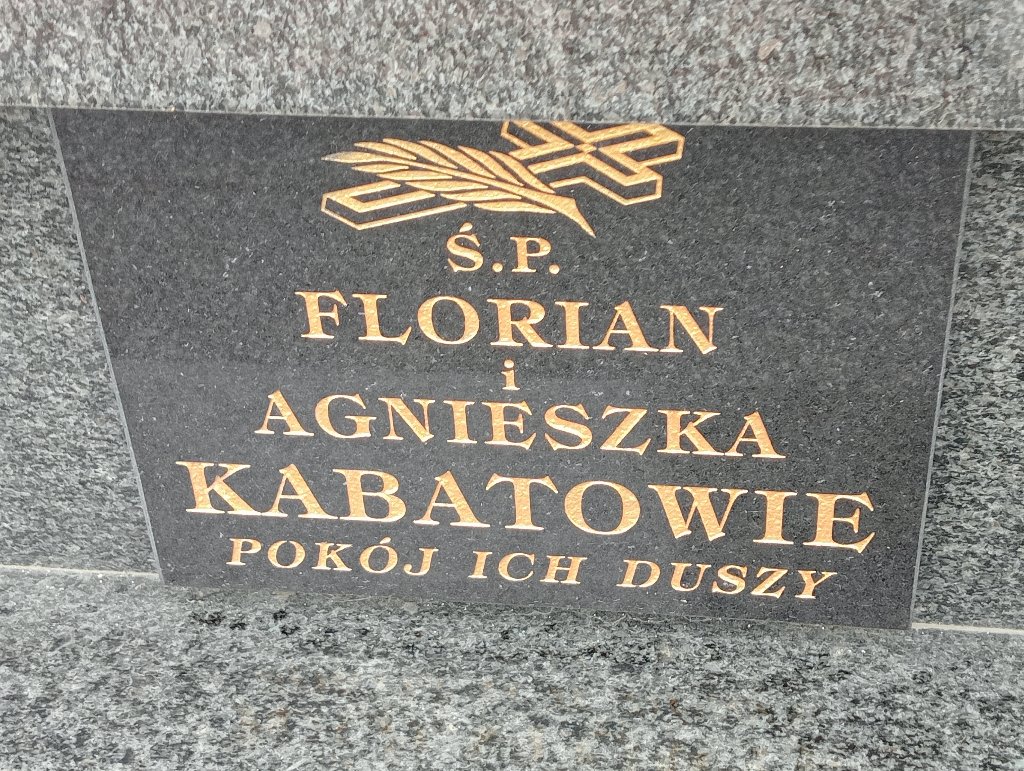 Ś.P.
FLORIAN
i
AGNIESZKA
KABATOWIE
POKÓJ ICH DUSZY